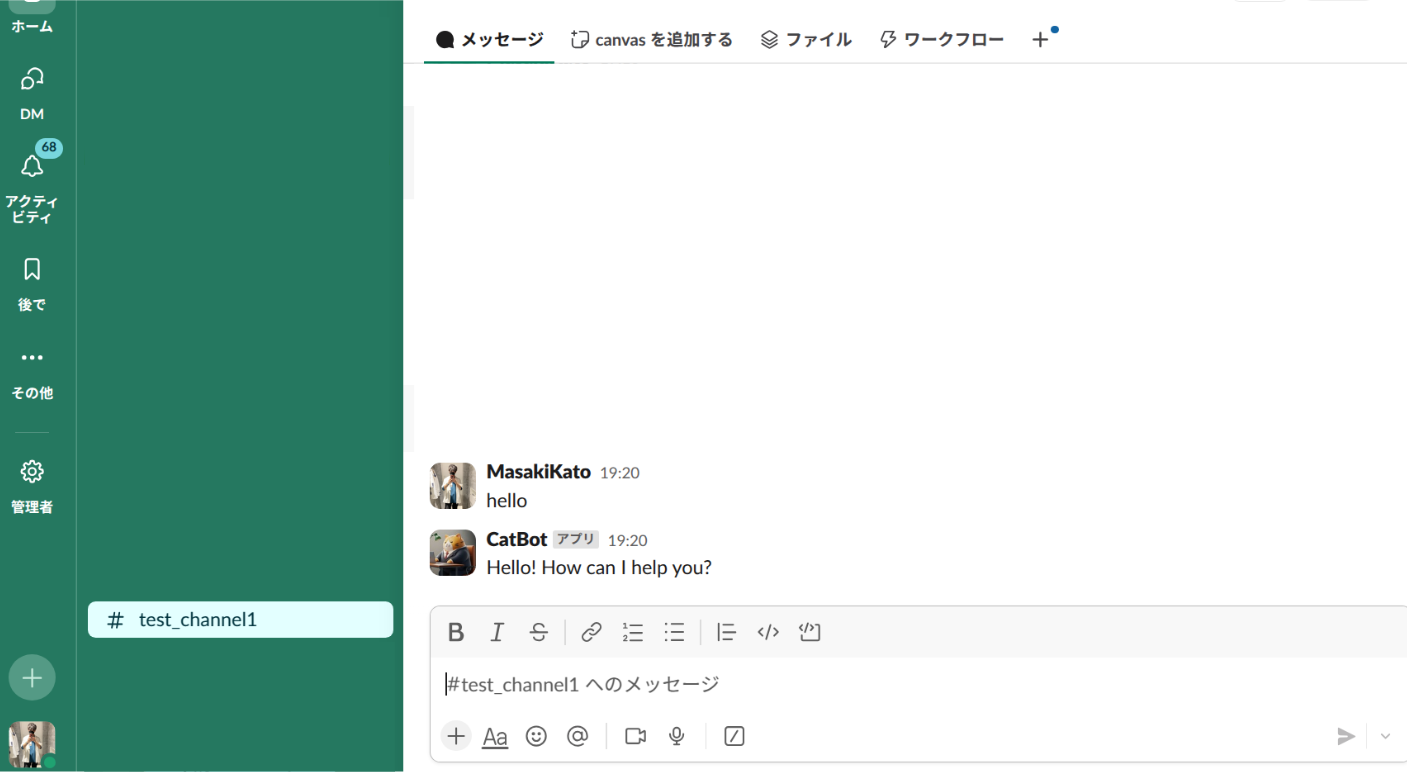 ホーム
DM
68
アクティ
ビティ
後で
その他
管理者
# test_channel1
メッセージ canvas を追加する ファイル ワークフロー +
MasakiKato 19:20
hello
CatBot アプリ 19:20
Hello! How can I help you?
#test_channel1 へのメッセージ
Aa